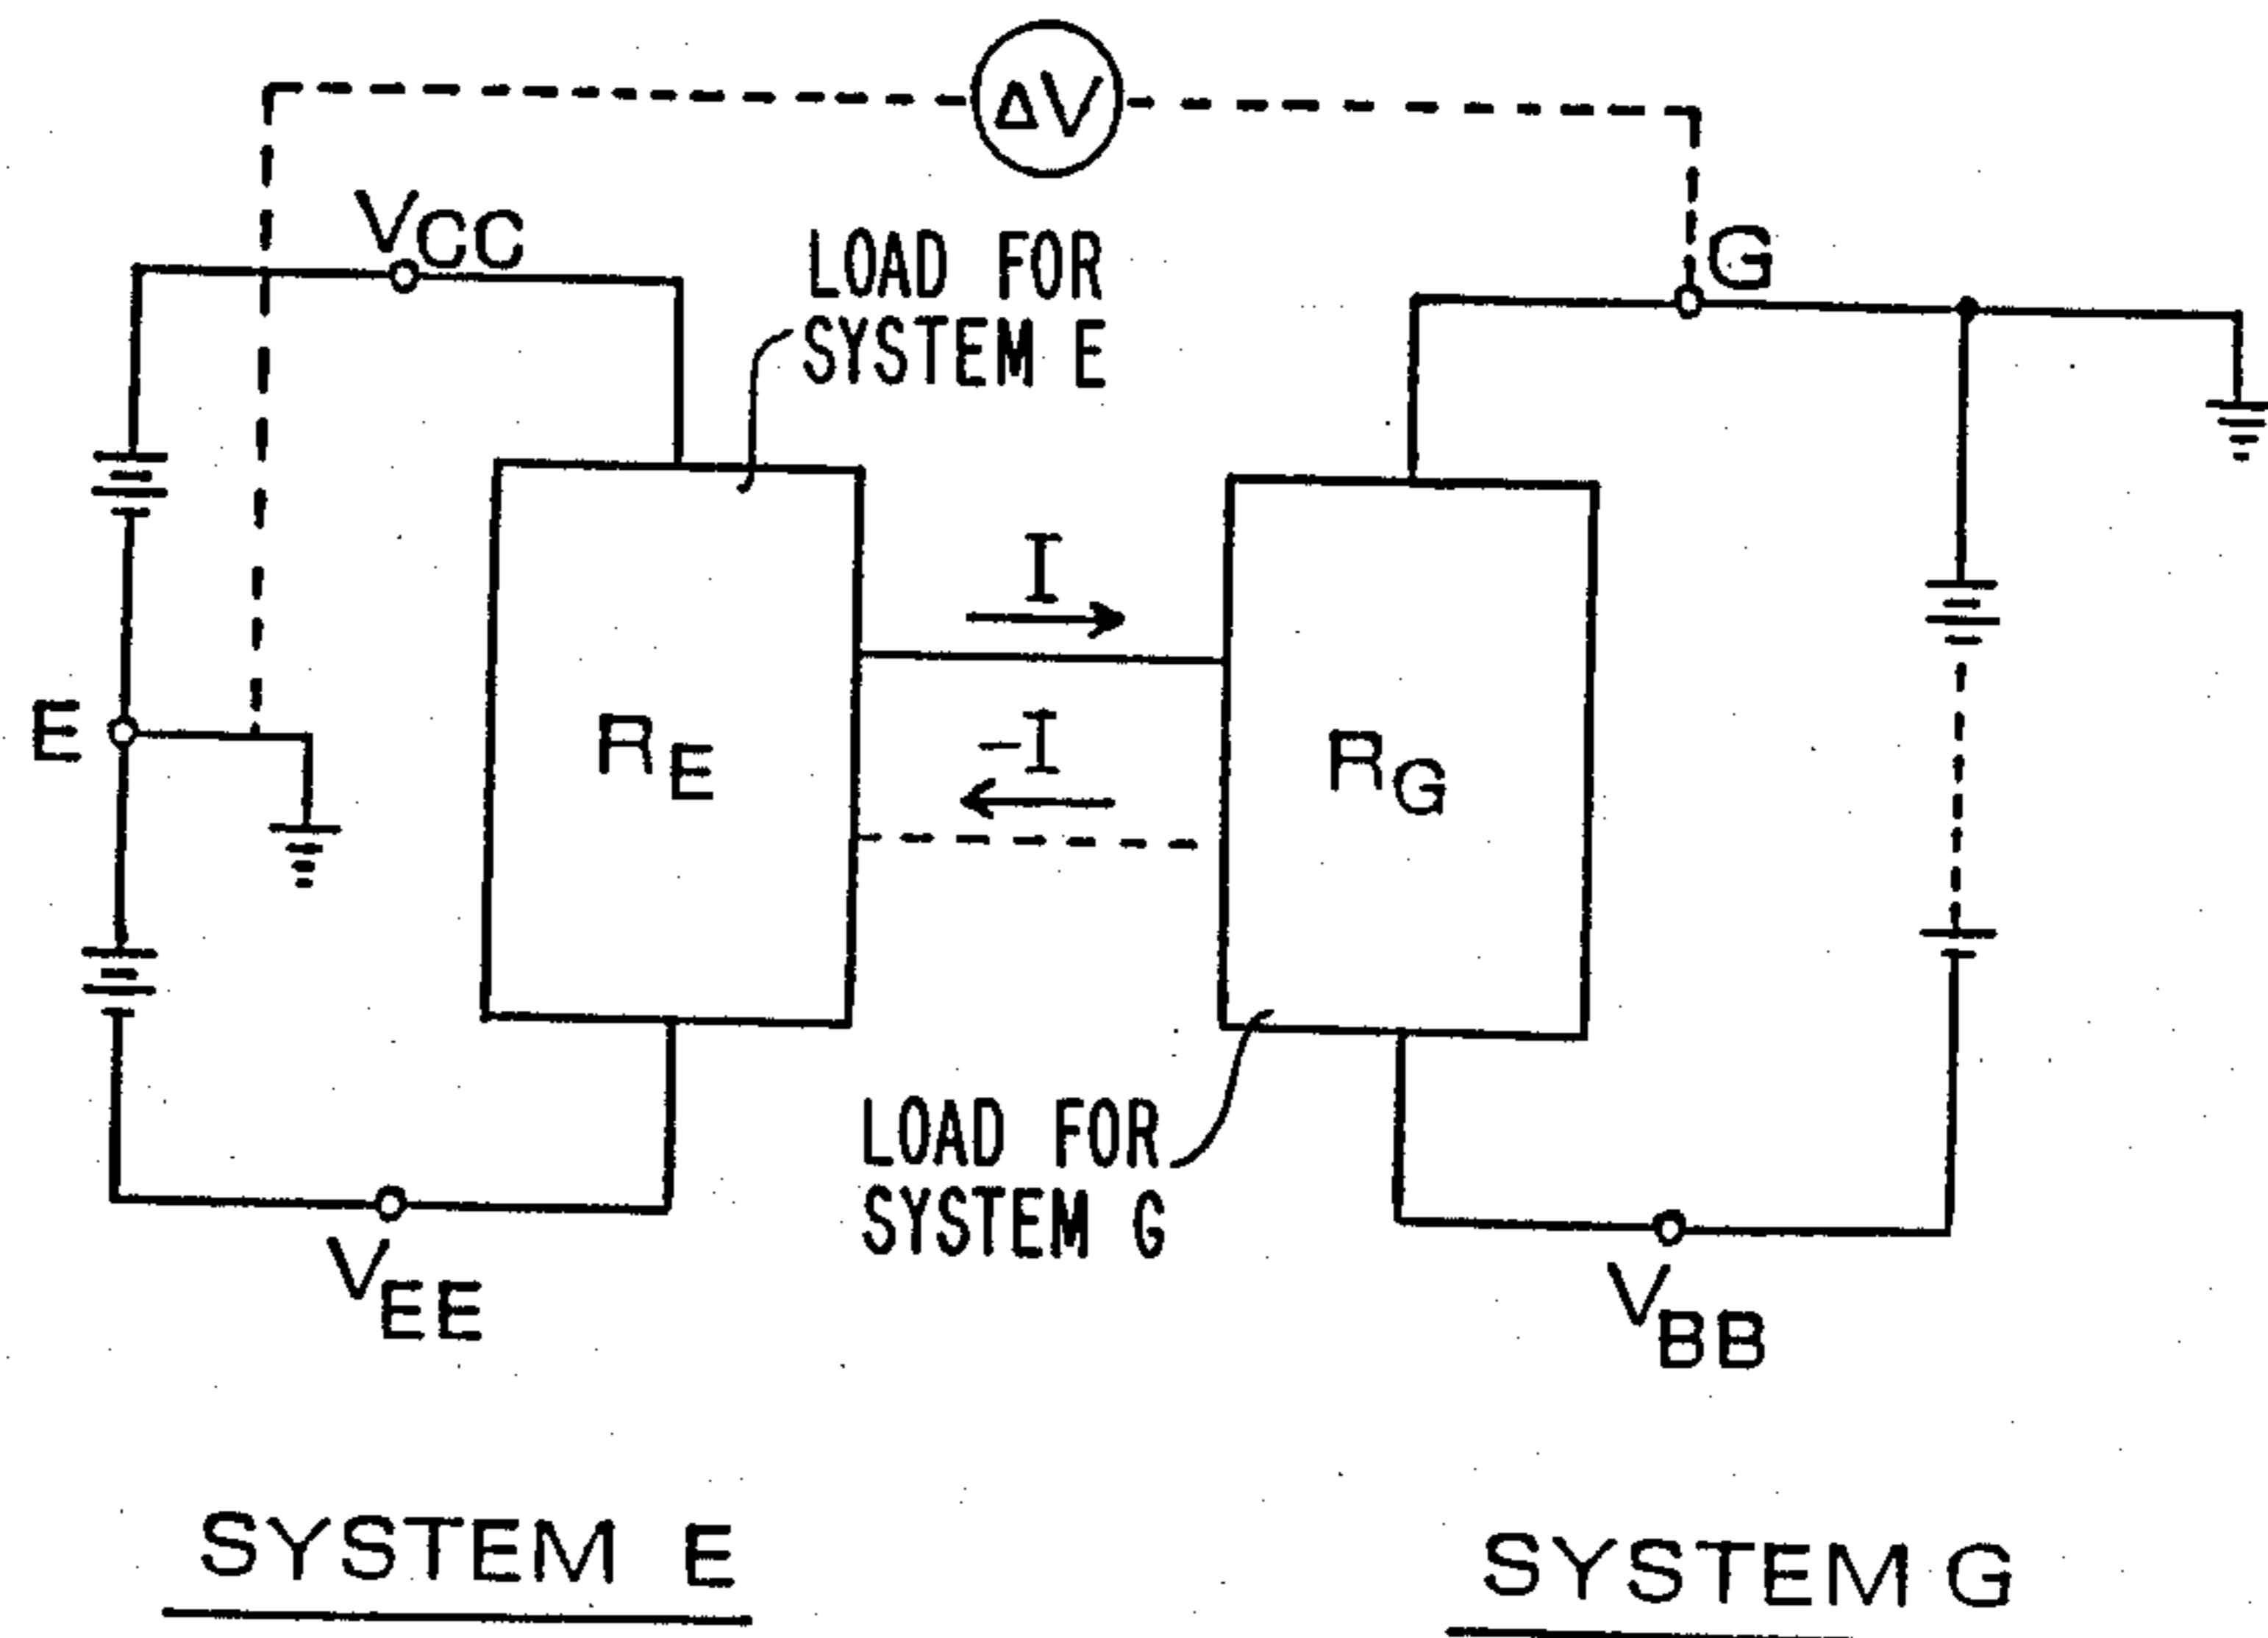 ΔV
VCC
LOAD FOR
SYSTEM E
G
I
E
-I
RE
RG
LOAD FOR
SYSTEM G
VEE
VBB
SYSTEM E
SYSTEM G